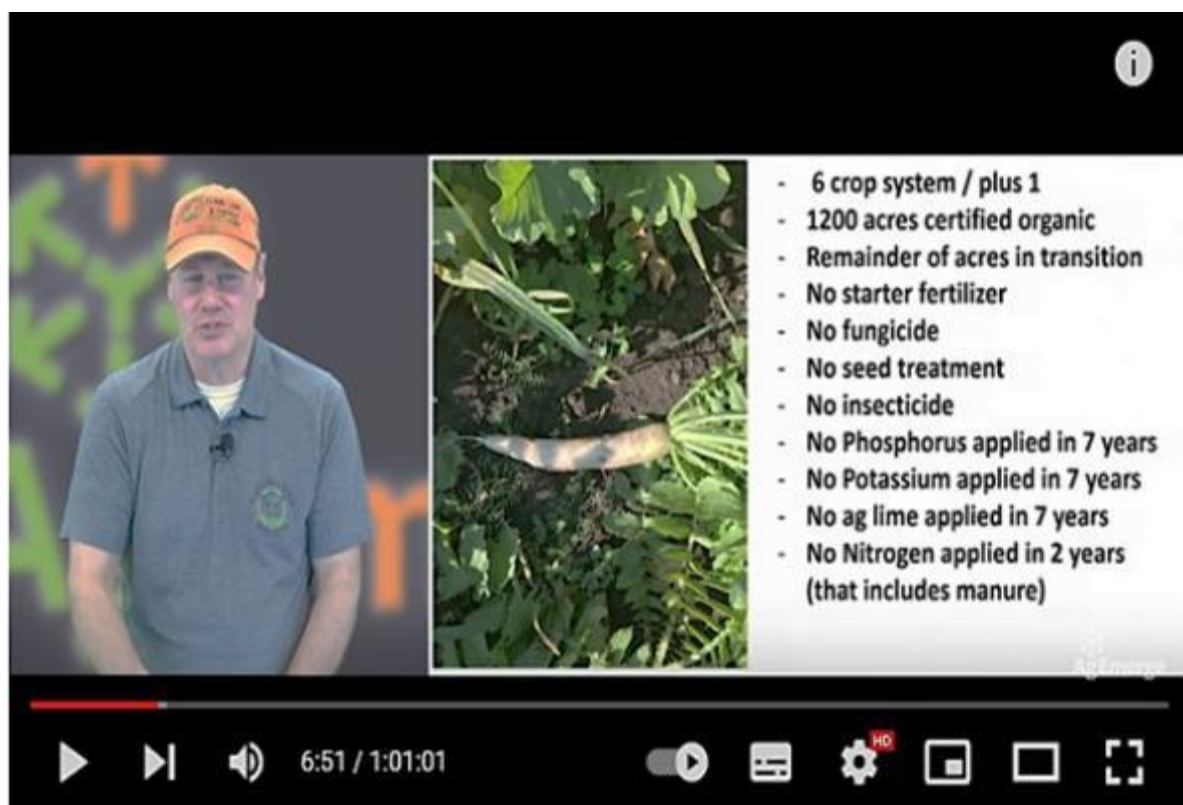 - 6 crop system / plus 1
- 1200 acres certified organic
- Remainder of acres in transition
- No starter fertilizer
- No fungicide
- No seed treatment
- No insecticide
- No Phosphorus applied in 7 years
- No Potassium applied in 7 years
- No ag lime applied in 7 years
- No Nitrogen applied in 2 years
(that includes manure)
AgEmerge
6:51 / 1:01:01
HD